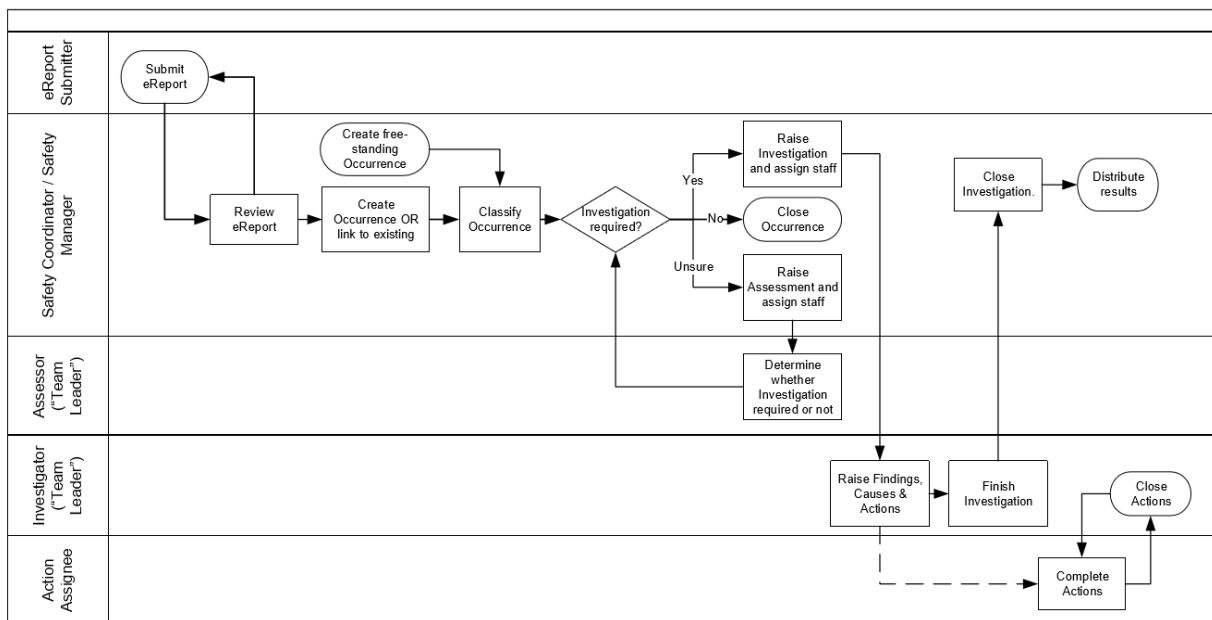 eReport
Submitter
Submit
eReport
Safety Coordinator / Safety
Manager
Create free-
standing
Occurrence
Review
eReport
Create
Occurrence OR
link to existing
Classify
Occurrence
Investigation
required?
Yes
No
Unsure
Raise
Investigation
and assign staff
Close
Occurrence
Raise
Assessment and
assign staff
Close
Investigation.
Distribute
results
Assessor
("Team
Leader")
Determine
whether
Investigation
required or not
Investigator
("Team
Leader")
Raise Findings,
Causes &
Actions
Finish
Investigation
Close
Actions
Action
Assignee
Complete
Actions